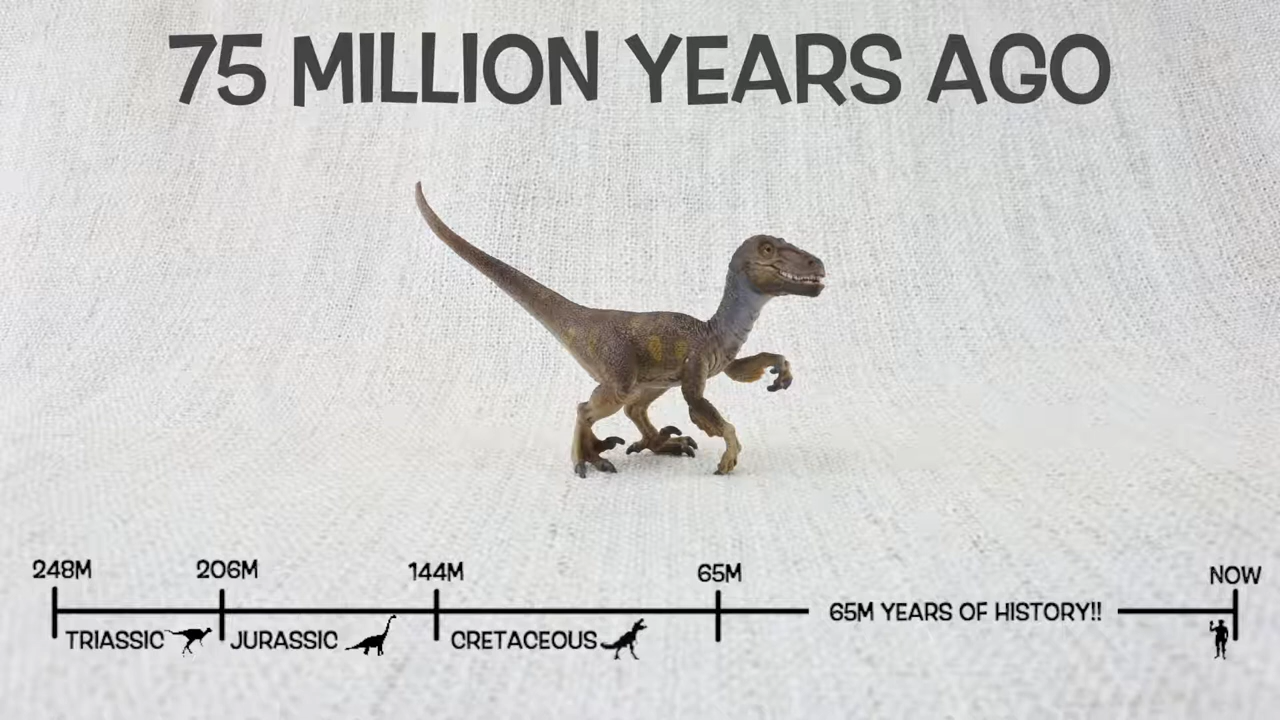 75 MILLION YEARS AGO
248M 206M 144M 65M NOW
65M YEARS OF HISTORY!!
TRIASSIC JURASSIC CRETACEOUS